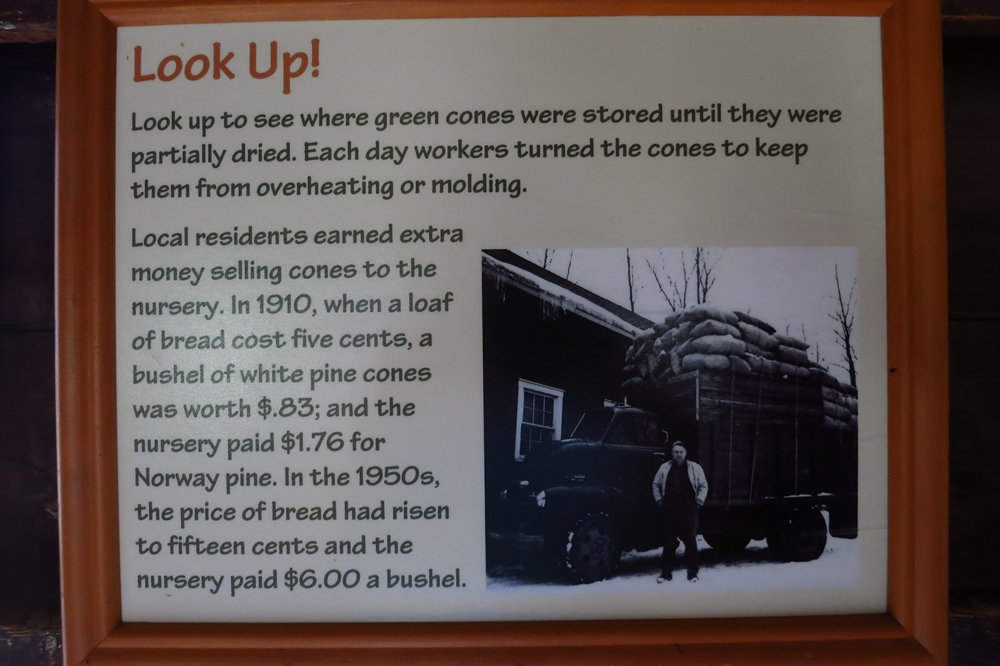 Look Up!
Look up to see where green cones were stored until they were
partially dried. Each day workers turned the cones to keep
them from overheating or molding.
Local residents earned extra
money selling cones to the
nursery. In 1910, when a loaf
of bread cost five cents, a
bushel of white pine cones
was worth $.83; and the
nursery paid $1.76 for
Norway pine. In the 1950s,
the price of bread had risen
to fifteen cents and the
nursery paid $6.00 a bushel.